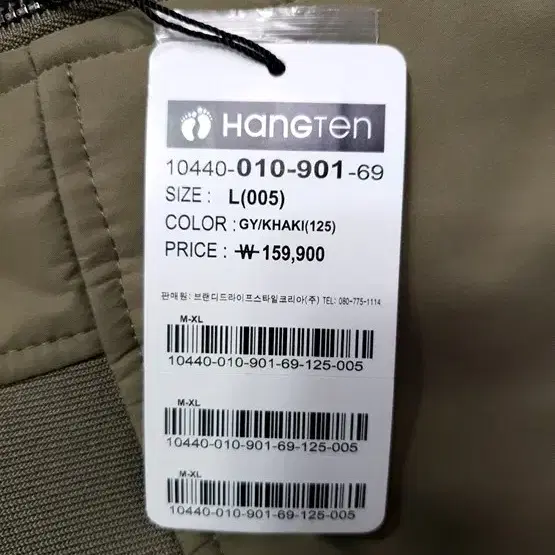 HANGTEN
10440-010-901-69
SIZE : L(005)
COLOR : GY/KHAKI(125)
PRICE : ₩ 159,900
판매원 : 브랜디드라이프스타일코리아(주) TEL: 080-775-1114
M-XL
10440-010-901-69-125-005
M-XL
10440-010-901-69-125-005
M-XL
10440-010-901-69-125-005